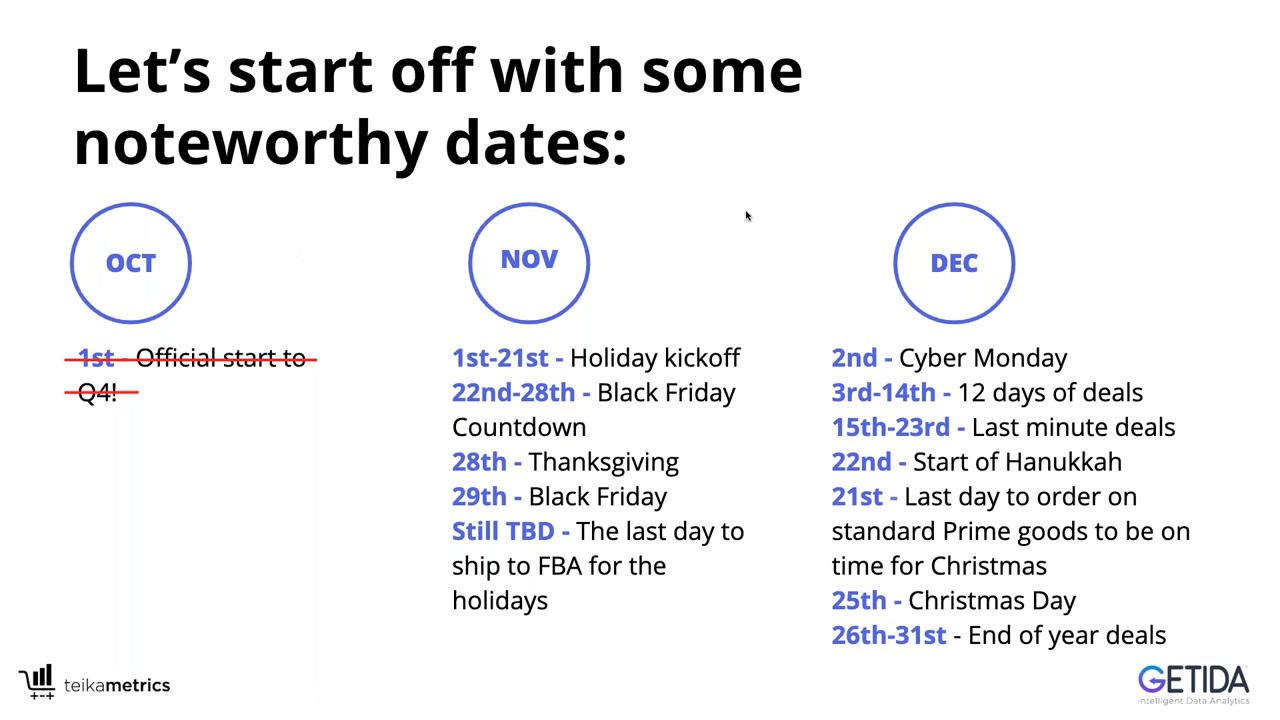 Let's start off with some
noteworthy dates:
OCT
1st - Official start to
Q4!
NOV
1st-21st - Holiday kickoff
22nd-28th - Black Friday
Countdown
28th - Thanksgiving
29th - Black Friday
Still TBD - The last day to
ship to FBA for the
holidays
DEC
2nd - Cyber Monday
3rd-14th - 12 days of deals
15th-23rd - Last minute deals
22nd - Start of Hanukkah
21st - Last day to order on
standard Prime goods to be on
time for Christmas
25th - Christmas Day
26th-31st - End of year deals
teikametrics
GETIDA
Intelligent Data Analytics